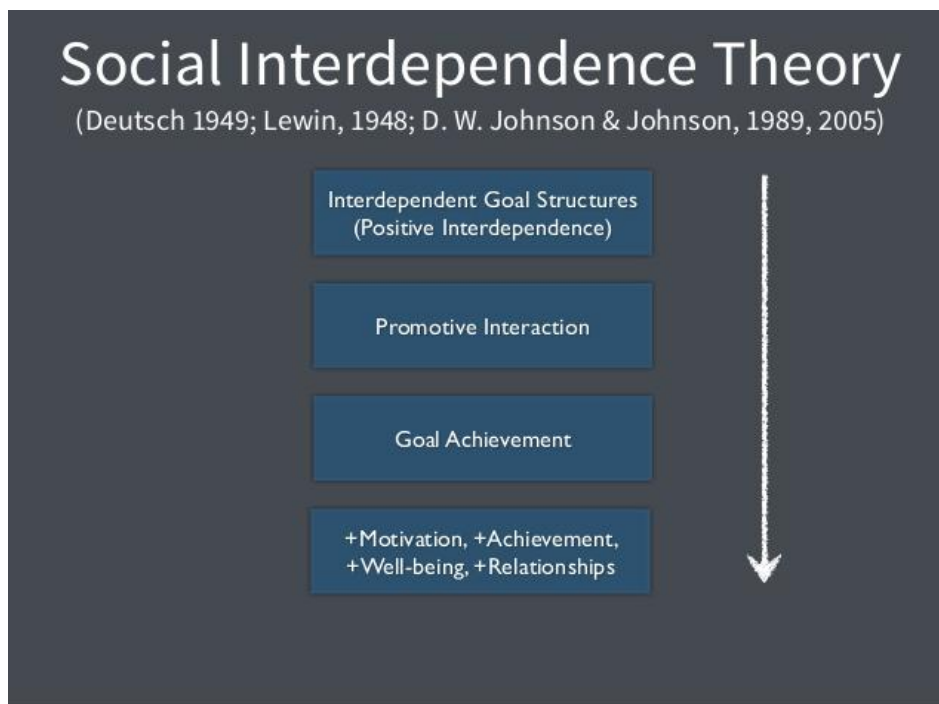 Social Interdependence Theory
(Deutsch 1949; Lewin, 1948; D. W. Johnson & Johnson, 1989, 2005)
Interdependent Goal Structures
(Positive Interdependence)
Promotive Interaction
Goal Achievement
+Motivation, +Achievement,
+Well-being, +Relationships